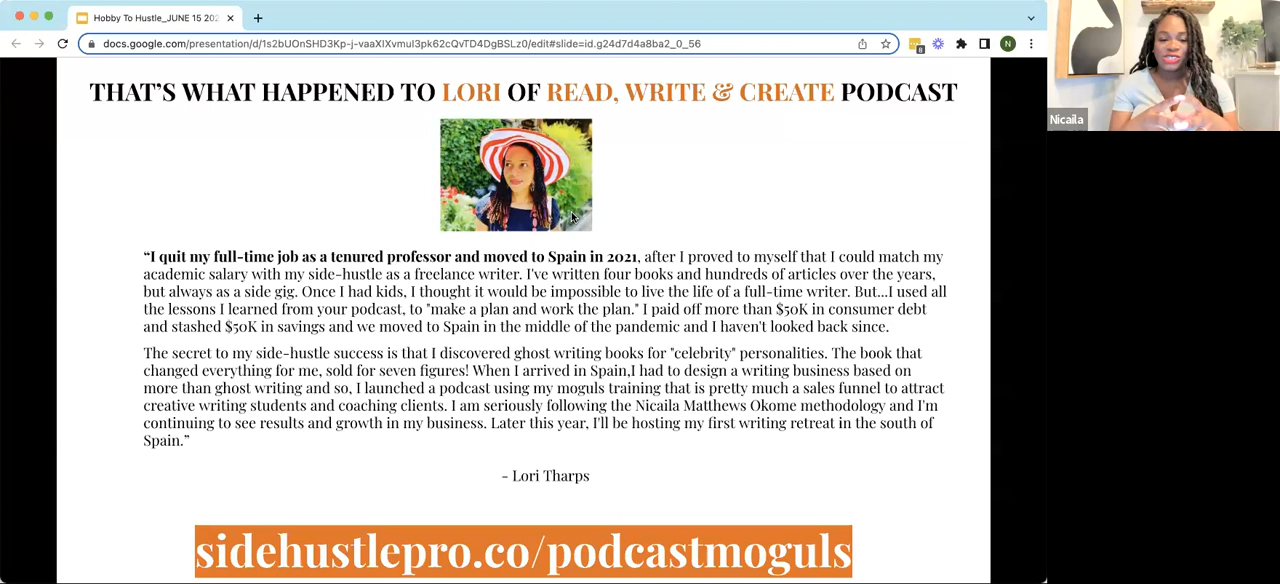 Hobby To Hustle_JUNE 15 202
docs.google.com/presentation/d/1s2bUOnSHD3Kp-j-vaaXIXvmuI3pk62cQvTD4DgBSLz0/edit#slide=id.g24d7d4a8ba2_0_56
8
N
THAT'S WHAT HAPPENED TO LORI OF READ, WRITE & CREATE PODCAST
Nicaila
“I quit my full-time job as a tenured professor and moved to Spain in 2021, after I proved to myself that I could match my
academic salary with my side-hustle as a freelance writer. I've written four books and hundreds of articles over the years,
but always as a side gig. Once I had kids, I thought it would be impossible to live the life of a full-time writer. But...I used all
the lessons I learned from your podcast, to "make a plan and work the plan." I paid off more than $50K in consumer debt
and stashed $50K in savings and we moved to Spain in the middle of the pandemic and I haven't looked back since.
The secret to my side-hustle success is that I discovered ghost writing books for "celebrity" personalities. The book that
changed everything for me, sold for seven figures! When I arrived in Spain,I had to design a writing business based on
more than ghost writing and so, I launched a podcast using my moguls training that is pretty much a sales funnel to attract
creative writing students and coaching clients. I am seriously following the Nicaila Matthews Okome methodology and I'm
continuing to see results and growth in my business. Later this year, I'll be hosting my first writing retreat in the south of
Spain.”
- Lori Tharps
sidehustlepro.co/podcastmoguls